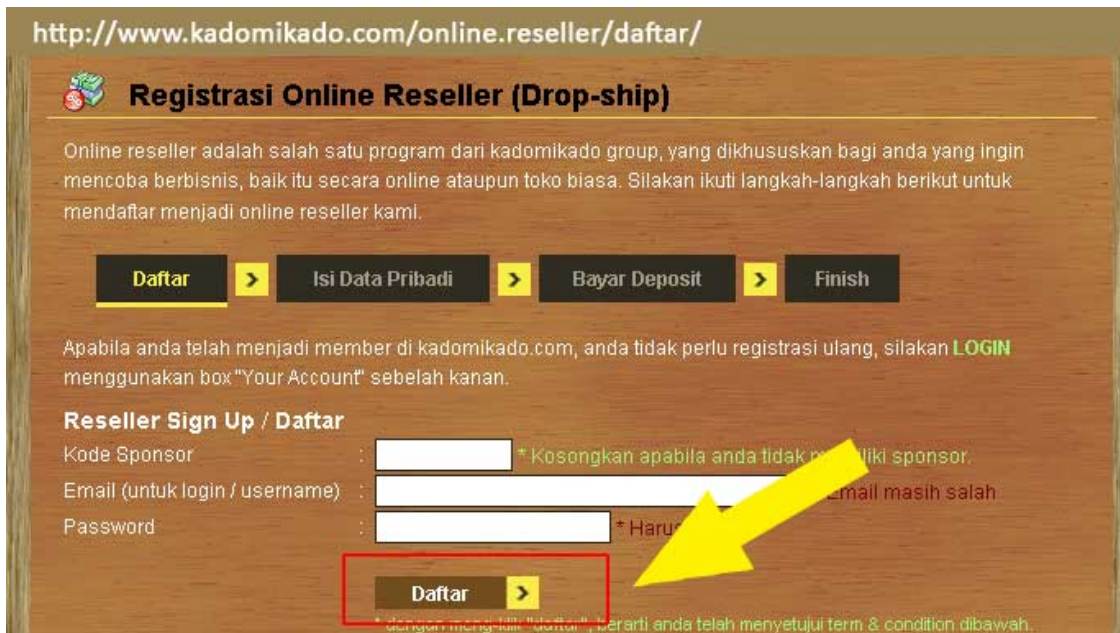 http://www.kadomikado.com/online.reseller/daftar/
Registrasi Online Reseller (Drop-ship)
Online reseller adalah salah satu program dari kadomikado group, yang dikhususkan bagi anda yang ingin
mencoba berbisnis, baik itu secara online ataupun toko biasa. Silakan ikuti langkah-langkah berikut untuk
mendaftar menjadi online reseller kami.
Daftar > Isi Data Pribadi > Bayar Deposit > Finish
Apabila anda telah menjadi member di kadomikado.com, anda tidak perlu registrasi ulang, silakan LOGIN
menggunakan box "Your Account" sebelah kanan.
Reseller Sign Up / Daftar
Kode Sponsor : * Kosongkan apabila anda tidak sponsor.
Email (untuk login / username) : Email masih salah
Password : *
Daftar >
* dengan meng-klik "daftar", berarti anda telah menyetujui term & condition dibawah.